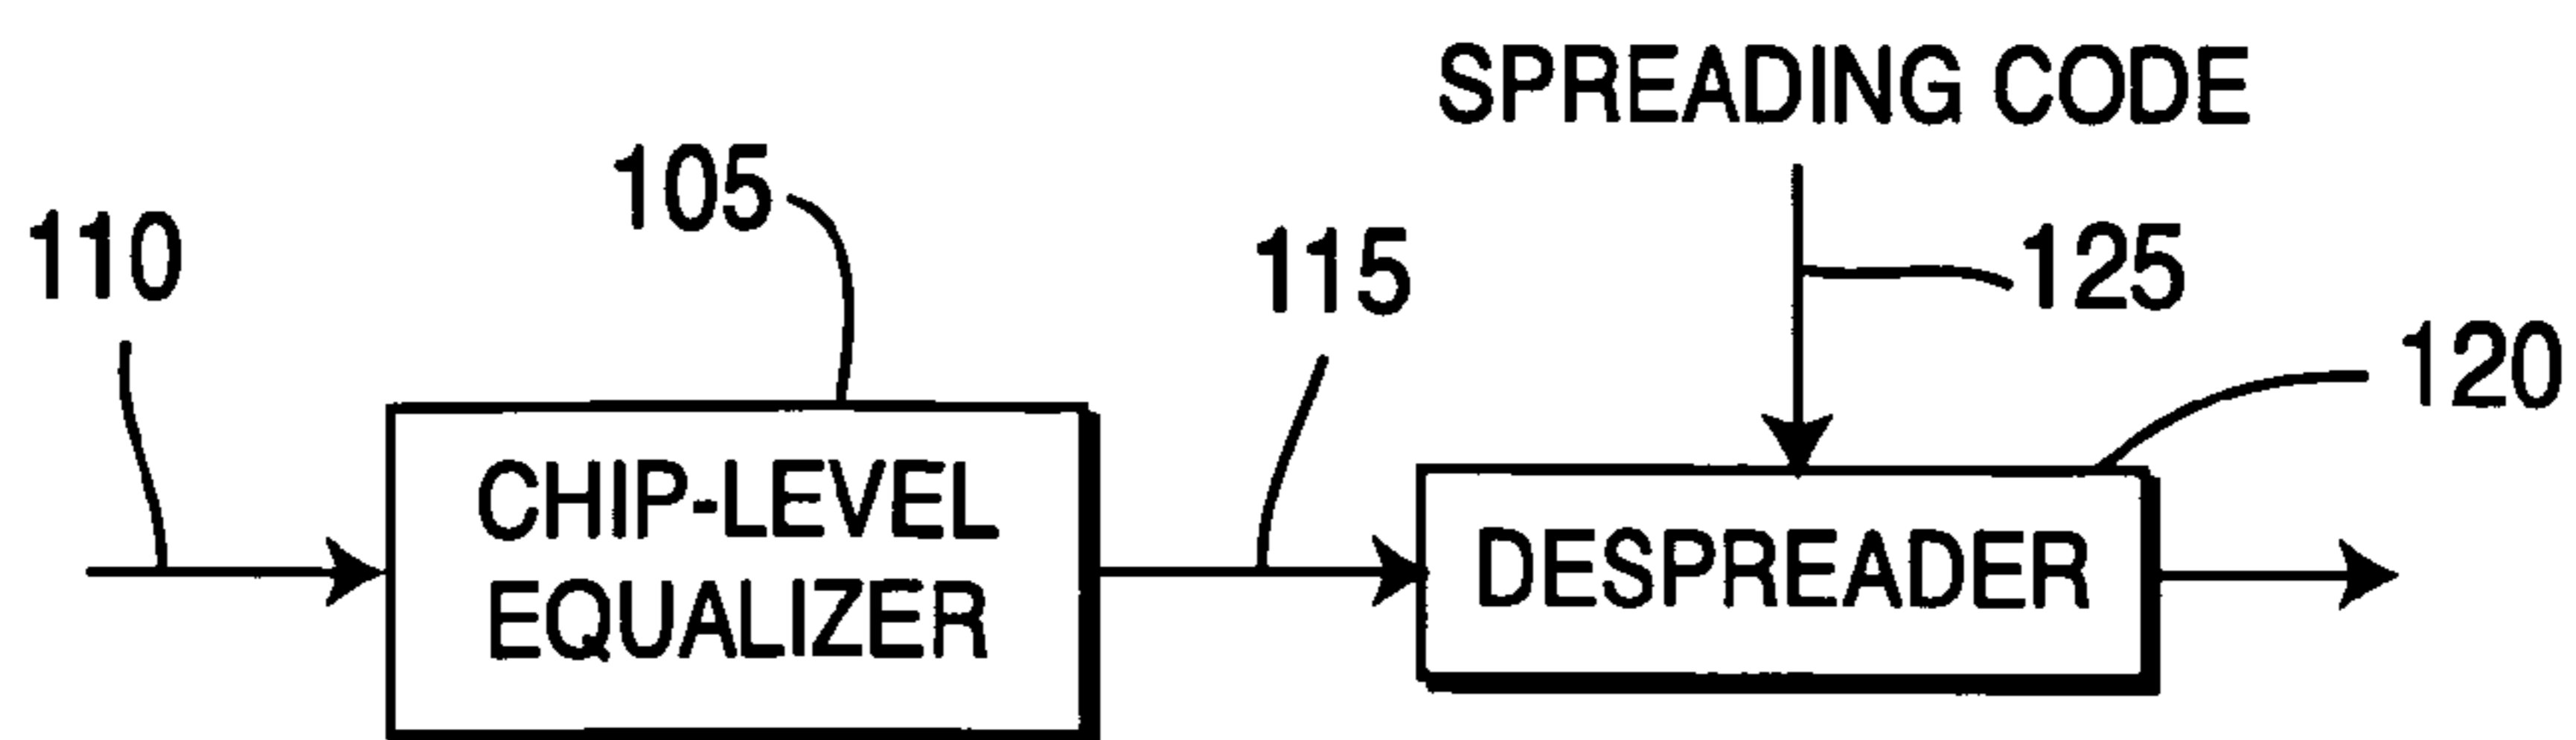 SPREADING CODE
105
110
115
125
120
CHIP-LEVEL
EQUALIZER
DESPREADER